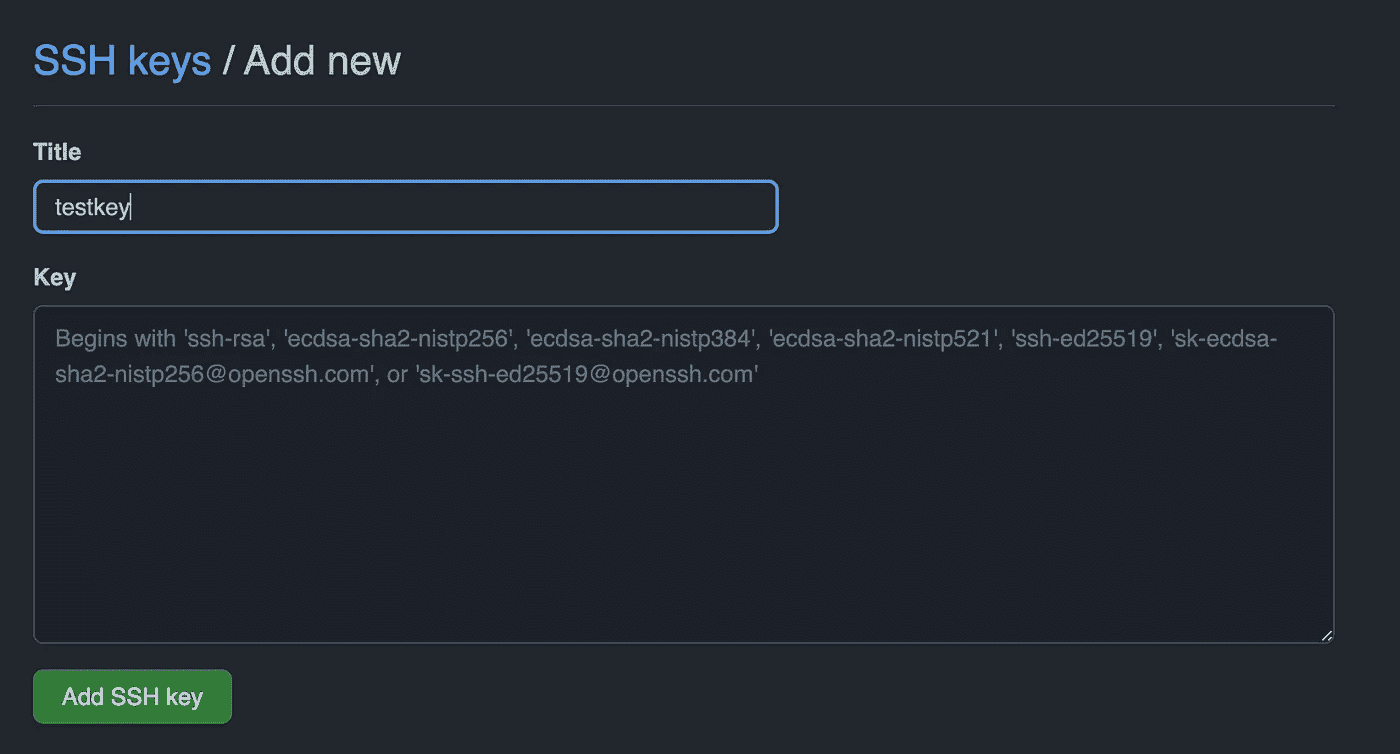 SSH keys / Add new
Title
testkey
Key
Begins with 'ssh-rsa', 'ecdsa-sha2-nistp256', 'ecdsa-sha2-nistp384', 'ecdsa-sha2-nistp521', 'ssh-ed25519', 'sk-ecdsa-
sha2-nistp256@openssh.com', or 'sk-ssh-ed25519@openssh.com'
Add SSH key